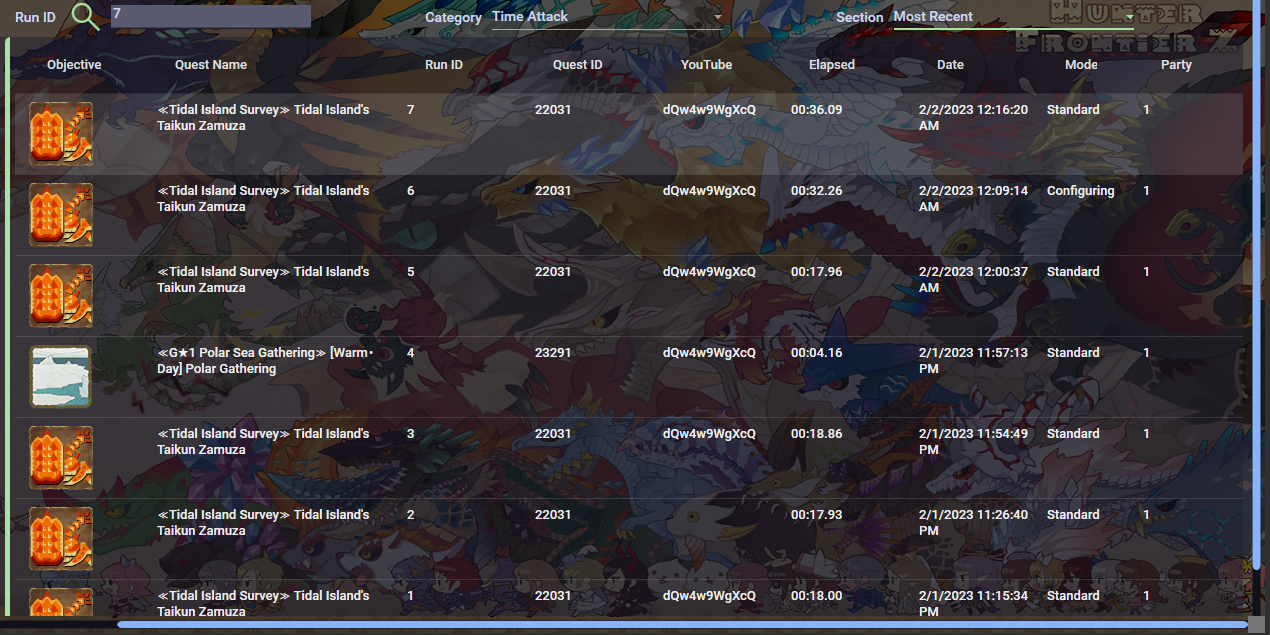 Run ID 7 Category Time Attack Section Most Recent
HUNTER
FRONTIER Z
Objective Quest Name Run ID Quest ID YouTube Elapsed Date Mode Party
≪Tidal Island Survey≫ Tidal Island's 7 22031 dQw4w9WgXcQ 00:36.09 2/2/2023 12:16:20 Standard 1
Taikun Zamuza AM
≪Tidal Island Survey≫ Tidal Island's 6 22031 dQw4w9WgXcQ 00:32.26 2/2/2023 12:09:14 Configuring 1
Taikun Zamuza AM
≪Tidal Island Survey≫ Tidal Island's 5 22031 dQw4w9WgXcQ 00:17.96 2/2/2023 12:00:37 Standard 1
Taikun Zamuza AM
≪G★1 Polar Sea Gathering≫ [Warm・ 4 23291 dQw4w9WgXcQ 00:04.16 2/1/2023 11:57:13 Standard 1
Day] Polar Gathering PM
≪Tidal Island Survey≫ Tidal Island's 3 22031 dQw4w9WgXcQ 00:18.86 2/1/2023 11:54:49 Standard 1
Taikun Zamuza PM
≪Tidal Island Survey≫ Tidal Island's 2 22031 00:17.93 2/1/2023 11:26:40 Standard 1
Taikun Zamuza PM
≪Tidal Island Survey≫ Tidal Island's 1 22031 dQw4w9WgXcQ 00:18.00 2/1/2023 11:15:34 Standard 1
Taikun Zamuza PM